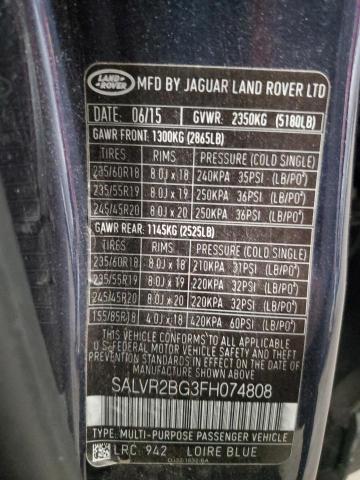 LAND ROVER
MFD BY JAGUAR LAND ROVER LTD
DATE: 06/15 GVWR: 2350KG (5180LB)
GAWR FRONT: 1300KG (2865LB)
TIRES RIMS PRESSURE (COLD SINGLE)
235/60R18 8.0J x 18 240KPA 35PSI (LB/PO²)
235/55R19 8.0J x 19 250KPA 36PSI (LB/PO²)
245/45R20 8.0J x 20 250KPA 36PSI (LB/PO²)
GAWR REAR: 1145KG (2525LB)
TIRES RIMS PRESSURE (COLD SINGLE)
235/60R18 8.0J x 18 210KPA 31PSI (LB/PO²)
235/55R19 8.0J x 19 220KPA 32PSI (LB/PO²)
245/45R20 8.0J x 20 220KPA 32PSI (LB/PO²)
155/85R18 4.0J x 18 420KPA 60PSI (LB/PO²)
THIS VEHICLE CONFORMS TO ALL APPLICABLE
U.S. FEDERAL MOTOR VEHICLE SAFETY, BUMPER,
AND THEFT PREVENTION STANDARDS IN EFFECT ON
THE DATE OF MANUFACTURE SHOWN ABOVE.
SALVR2BG3FH074808
TYPE: MULTI-PURPOSE PASSENGER VEHICLE
LRC: 942 LOIRE BLUE